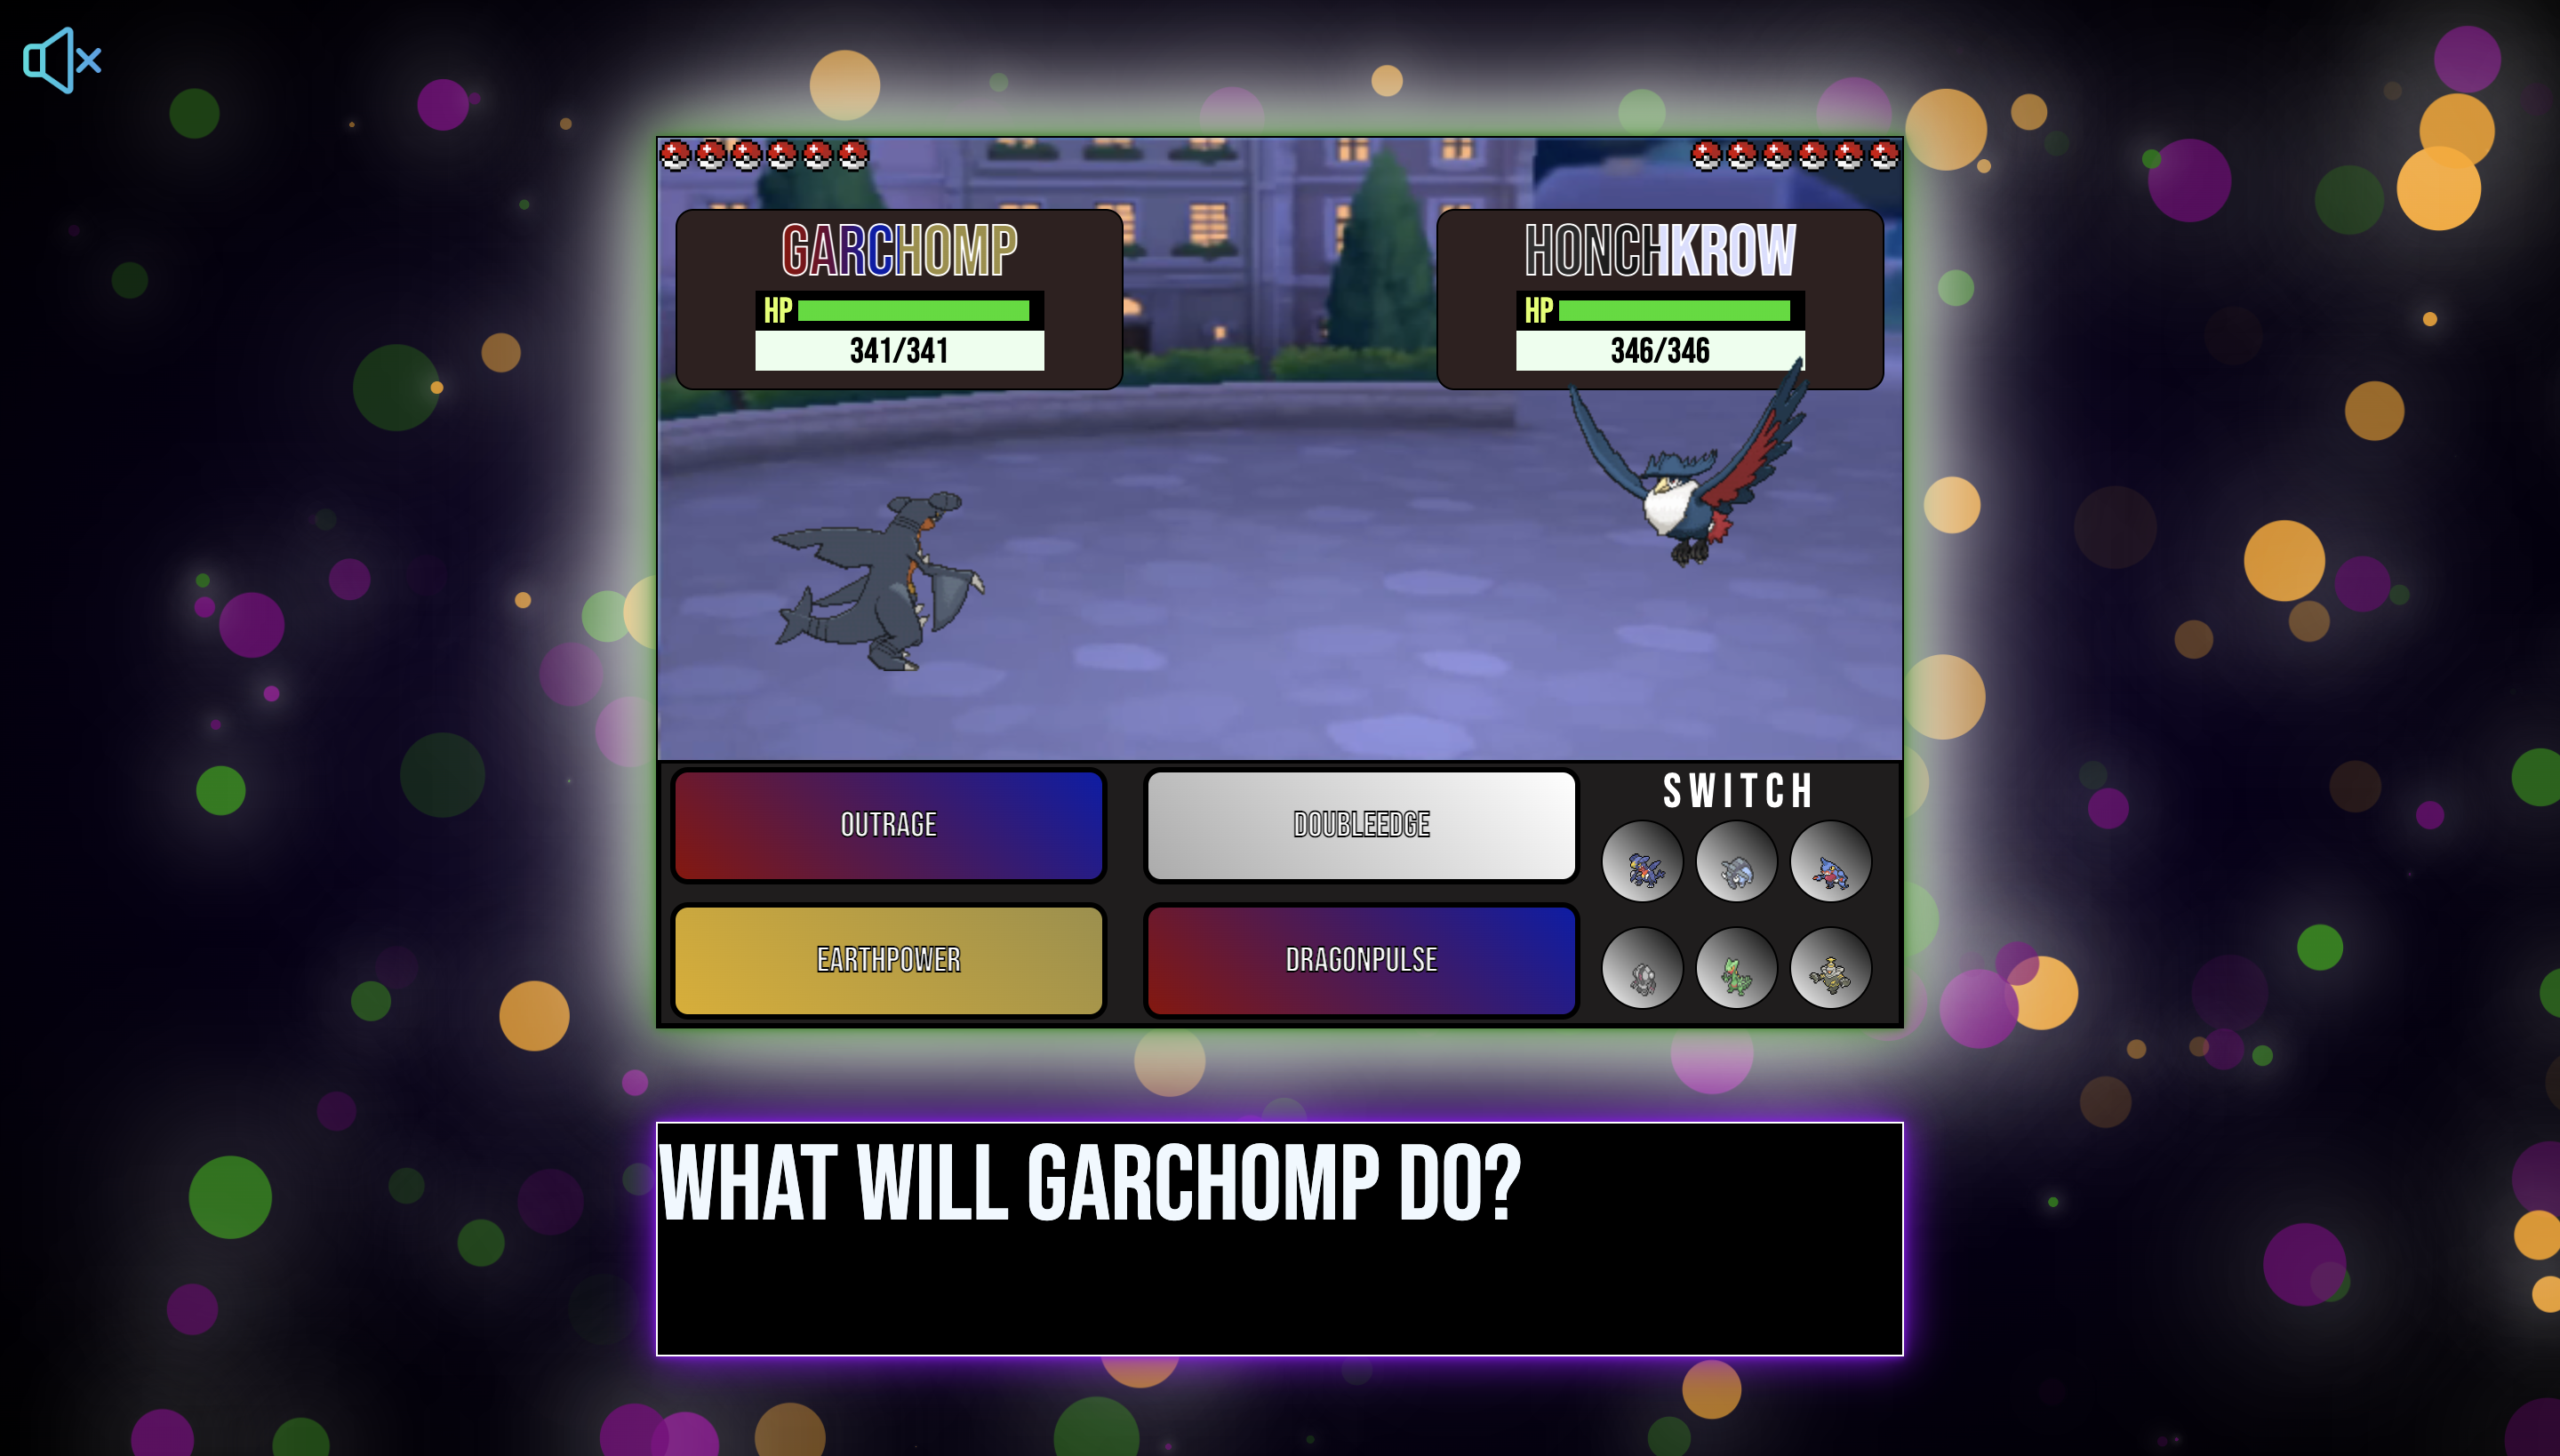 GARCHOMP
HP
341/341
HONCHKROW
HP
346/346
OUTRAGE
DOUBLEEDGE
SWITCH
EARTHPOWER
DRAGONPULSE
WHAT WILL GARCHOMP DO?